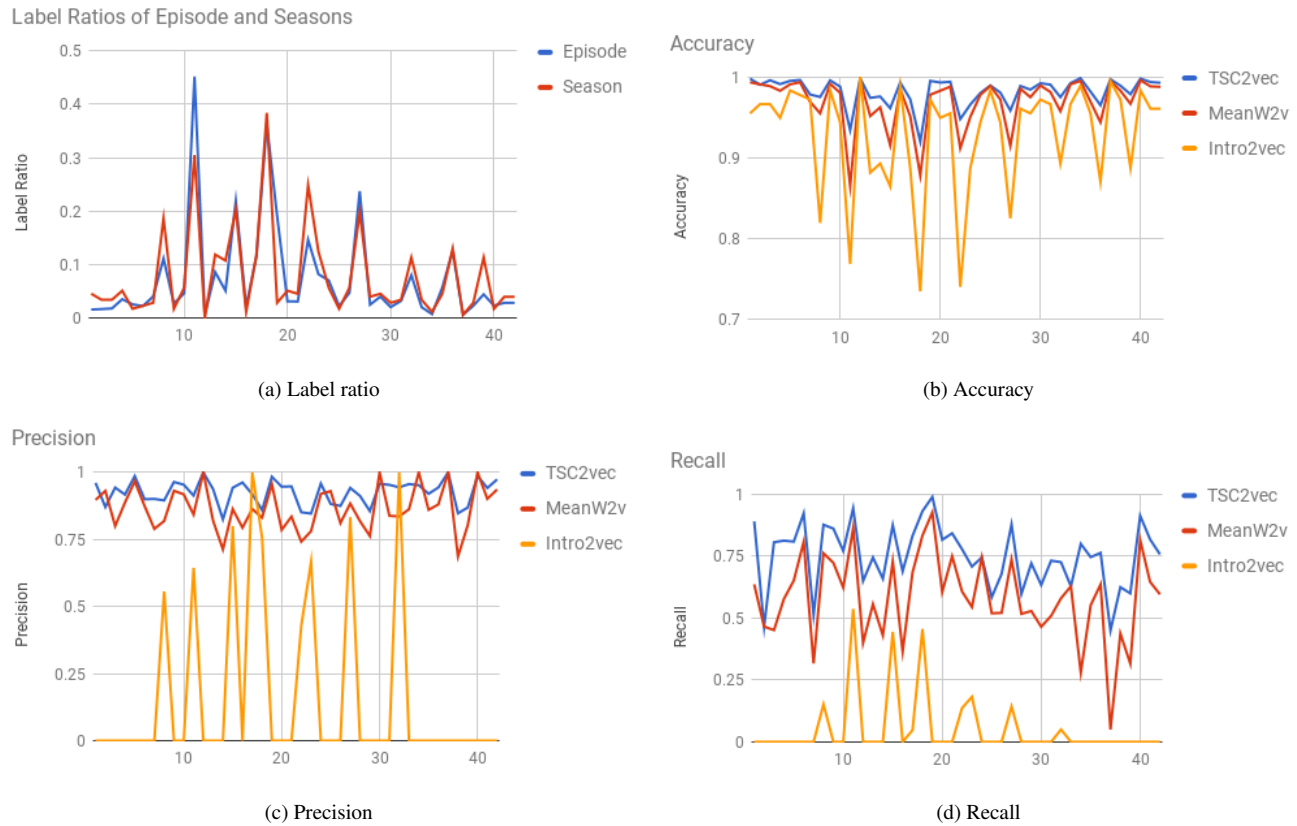 Label Ratios of Episode and Seasons
0.5
0.4
0.3
0.2
0.1
0
Label Ratio
10
20
30
40
Episode
Season
(a) Label ratio
Accuracy
1
0.9
0.8
0.7
Accuracy
10
20
30
40
TSC2vec
MeanW2v
Intro2vec
(b) Accuracy
Precision
1
0.75
0.5
0.25
0
Precision
10
20
30
40
TSC2vec
MeanW2v
Intro2vec
(c) Precision
Recall
1
0.75
0.5
0.25
0
Recall
10
20
30
40
TSC2vec
MeanW2v
Intro2vec
(d) Recall